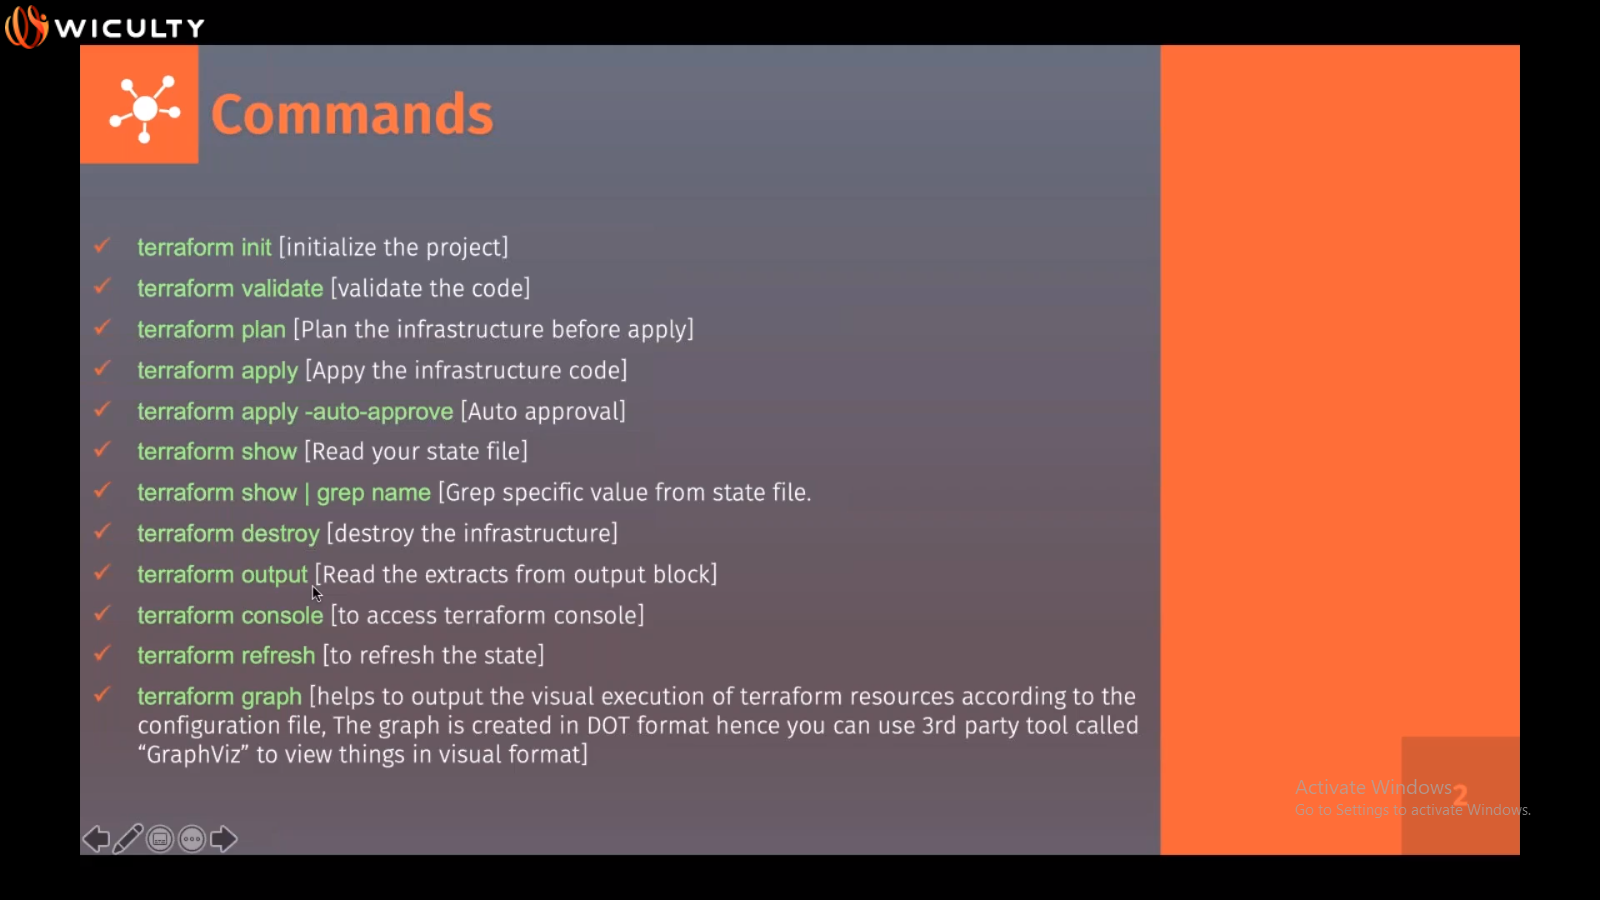 WICULTY
Commands
terraform init [initialize the project]
terraform validate [validate the code]
terraform plan [Plan the infrastructure before apply]
terraform apply [Appy the infrastructure code]
terraform apply -auto-approve [Auto approval]
terraform show [Read your state file]
terraform show | grep name [Grep specific value from state file.
terraform destroy [destroy the infrastructure]
terraform output [Read the extracts from output block]
terraform console [to access terraform console]
terraform refresh [to refresh the state]
terraform graph [helps to output the visual execution of terraform resources according to the
configuration file, The graph is created in DOT format hence you can use 3rd party tool called
“GraphViz” to view things in visual format]
Activate Windows
2
Go to Settings to activate Windows.